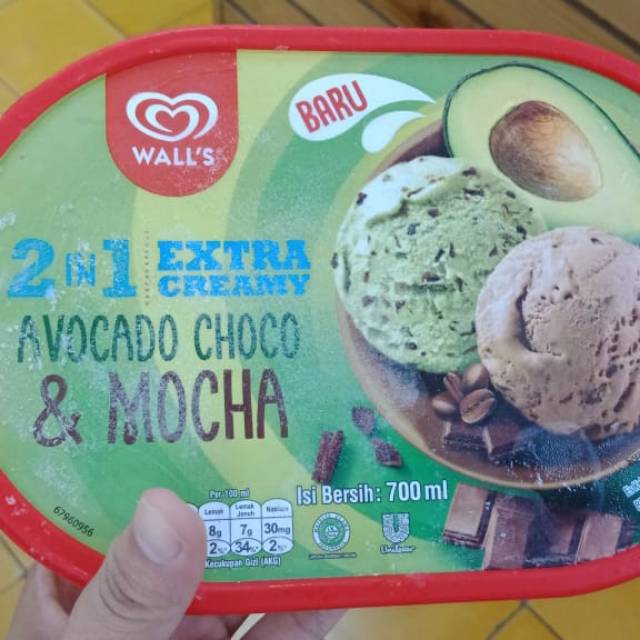 WALL'S
BARU
2 IN 1 EXTRA CREAMY
AVOCADO CHOCO
& MOCHA
Isi Bersih: 700 ml
Per 100 ml
Lemak Lemak Jenuh Natrium
8g 7g 30mg
2% 34% 2%
Kecukupan Gizi (AKG)
Unilever
67960956